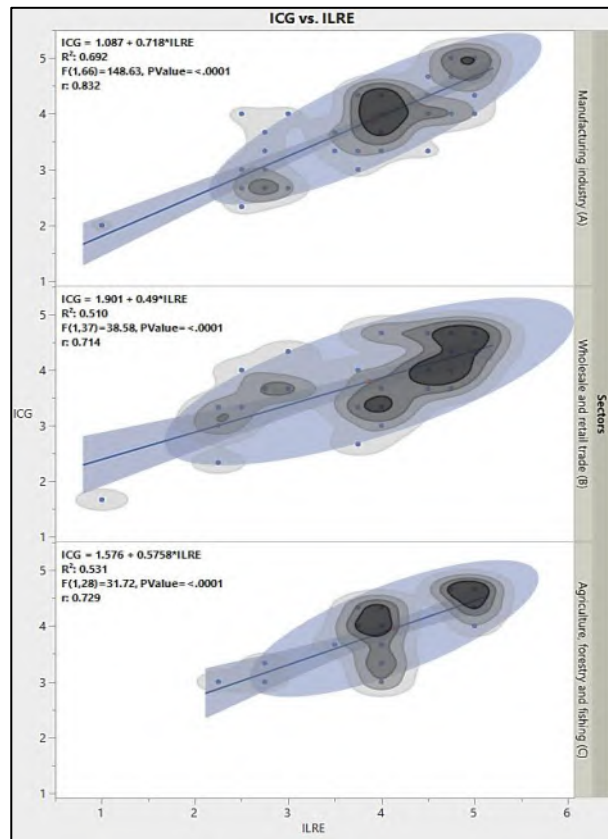 ICG vs. ILRE
ICG = 1.087 + 0.718*ILRE
R²: 0.692
F(1,66)=148.63, PValue=<.0001
r: 0.832
5
4
3
2
1
Manufacturing industry (A)
ICG = 1.901 + 0.49*ILRE
R²: 0.510
F(1,37)=38.58, PValue= <.0001
r: 0.714
5
4
3
2
1
Wholesale and retail trade (B)
ICG
Sectors
ICG = 1.576 + 0.5758*ILRE
R²: 0.531
F(1,28)=31.72, PValue= <.0001
r: 0.729
5
4
3
2
1
Agriculture, forestry and fishing (C)
1 2 3 4 5 6
ILRE